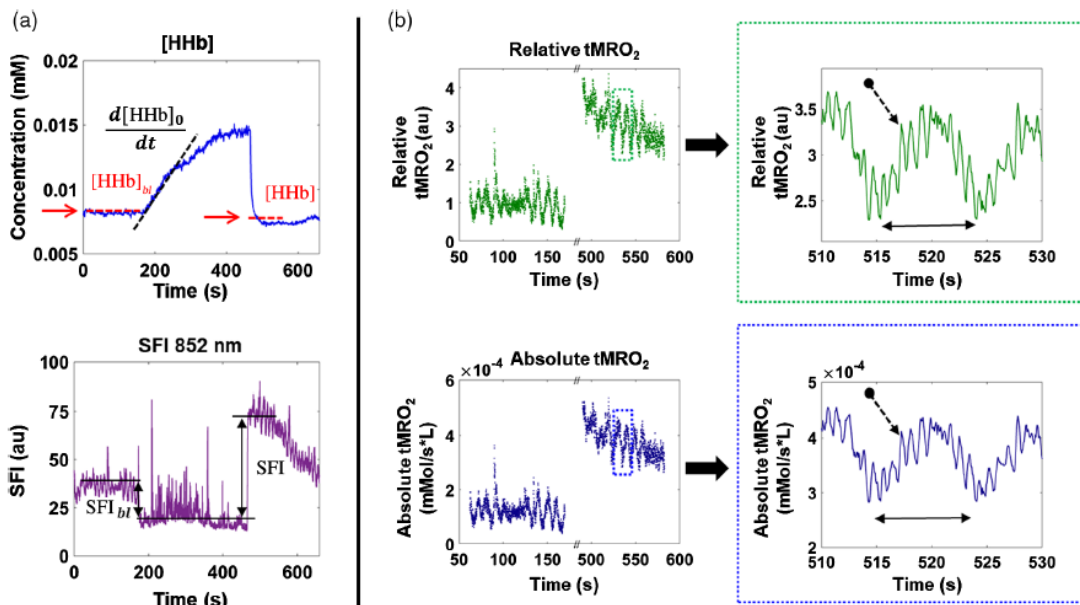 (a)
[HHb]
Concentration (mM)
0.02
0.015
0.01
0.005
d[HHb]₀
dt
[HHb]bl
[HHb]
0 200 400 600
Time (s)
SFI 852 nm
SFI (au)
100
75
50
25
0
SFIbl
SFI
0 200 400 600
Time (s)
(b)
Relative tMRO₂
Relative
tMRO₂ (au)
4
3
2
1
0
//
//
50 100 150 500 550 600
Time (s)
Relative
tMRO₂ (au)
3.5
3
2.5
510 515 520 525 530
Time (s)
Absolute tMRO₂
×10⁻⁴
Absolute tMRO₂
(mMol/s*L)
6
4
2
0
//
//
50 100 150 500 550 600
Time (s)
×10⁻⁴
Absolute tMRO₂
(mMol/s*L)
5
4
3
2
510 515 520 525 530
Time (s)